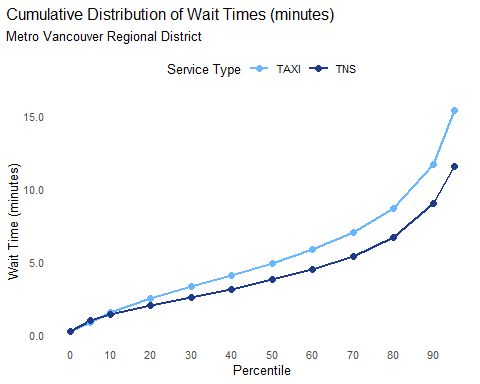 Cumulative Distribution of Wait Times (minutes)
Metro Vancouver Regional District
Service Type TAXI TNS
Wait Time (minutes)
15.0
10.0
5.0
0.0
0 10 20 30 40 50 60 70 80 90
Percentile